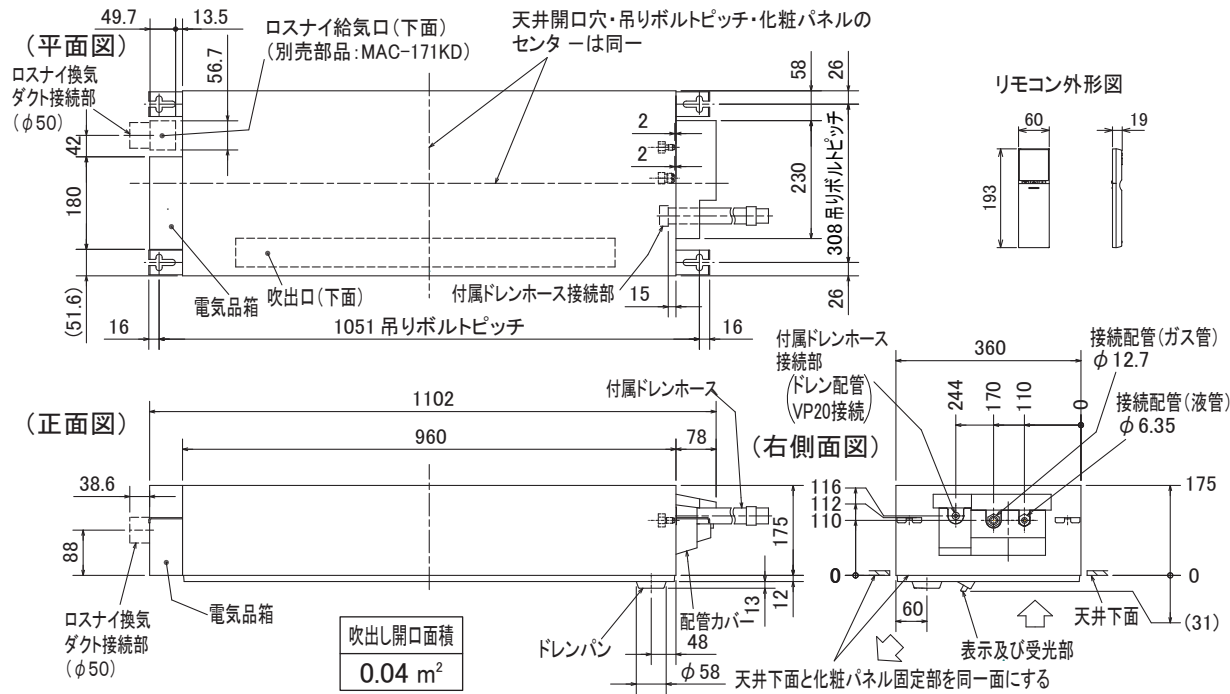 49.7
13.5
ロスナイ給気口(下面)
(別売部品:MAC-171KD)
天井開口穴・吊りボルトピッチ・化粧パネルの
センターは同一
(平面図)
ロスナイ換気
ダクト接続部
(φ50)
56.7
42
180
(51.6)
16
電気品箱
吹出口(下面)
1051 吊りボルトピッチ
付属ドレンホース接続部
15
16
2
2
58
26
230
308 吊りボルトピッチ
26
リモコン外形図
60
19
193
(正面図)
1102
960
78
付属ドレンホース
38.6
88
175
ロスナイ換気
ダクト接続部
(φ50)
電気品箱
吹出し開口面積
0.04 m²
ドレンパン
13
12
配管カバー
48
φ58
(右側面図)
付属ドレンホース
接続部
(ドレン配管
VP20接続)
360
244
170
110
0
接続配管(ガス管)
φ12.7
接続配管(液管)
φ6.35
116
112
110
0
175
0
(31)
60
天井下面
表示及び受光部
天井下面と化粧パネル固定部を同一面にする